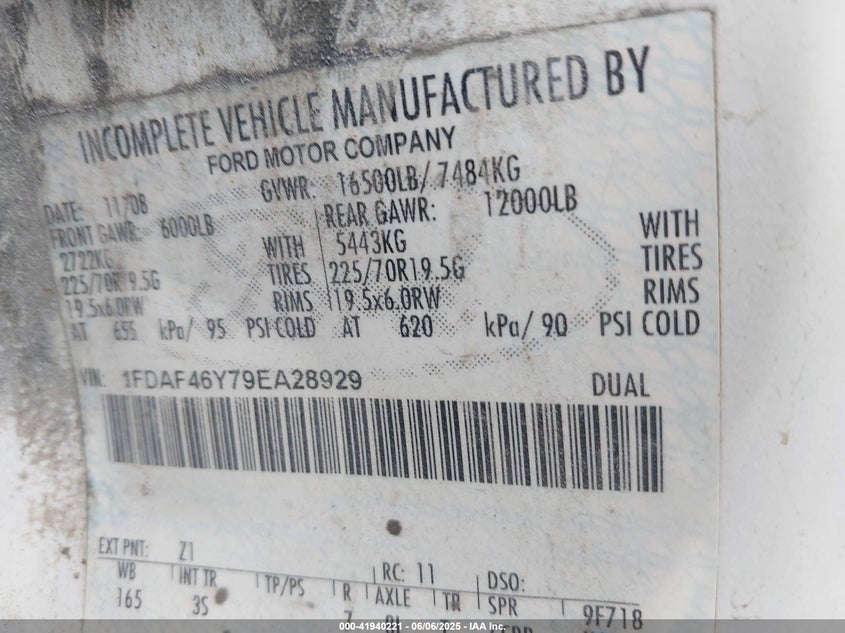 INCOMPLETE VEHICLE MANUFACTURED BY
FORD MOTOR COMPANY
DATE: 11/08 GVWR: 16500LB/ 7484KG
FRONT GAWR: 6000LB REAR GAWR: 12000LB
2722KG WITH 5443KG WITH
225/70R19.5G TIRES 225/70R19.5G TIRES
19.5x6.0RW RIMS 19.5x6.0RW RIMS
AT 655 kPa/ 95 PSI COLD AT 620 kPa/ 90 PSI COLD
VIN: 1FDAF46Y79EA28929 DUAL
EXT PNT: Z1 RC: 11 DSO:
WB INT TR TP/PS R AXLE TR SPR 9F718
165 3S
000-41940221 - 06/06/2025 - IAA Inc.